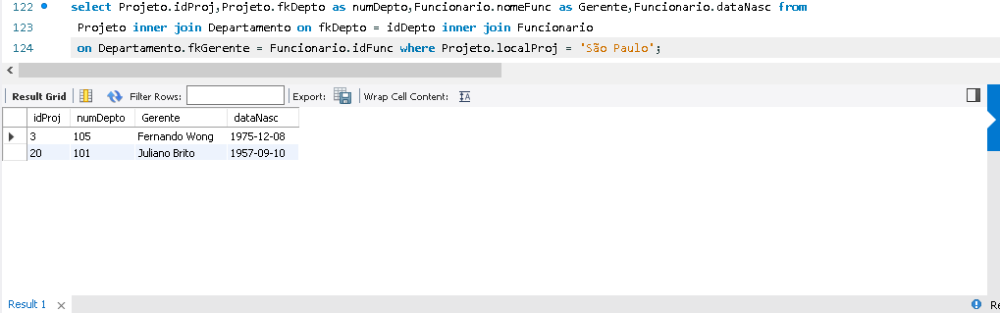 122 select Projeto.idProj,Projeto.fkDepto as numDepto,Funcionario.nomeFunc as Gerente,Funcionario.dataNasc from
123 Projeto inner join Departamento on fkDepto = idDepto inner join Funcionario
124 on Departamento.fkGerente = Funcionario.idFunc where Projeto.localProj = 'São Paulo';
Result Grid Filter Rows: Export: Wrap Cell Content: IA
idProj numDepto Gerente dataNasc
3 105 Fernando Wong 1975-12-08
20 101 Juliano Brito 1957-09-10
Result 1 x Re